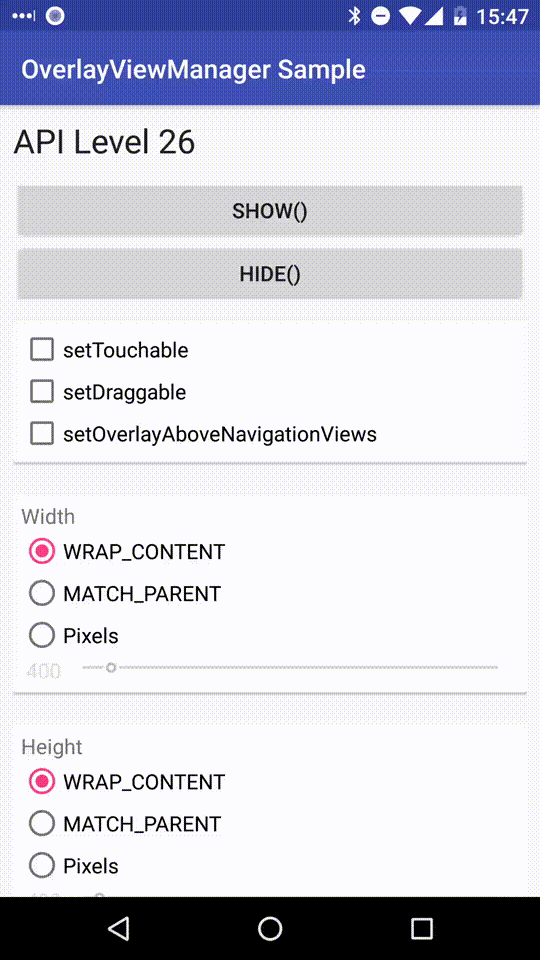 15:47
OverlayViewManager Sample
API Level 26
SHOW()
HIDE()
setTouchable
setDraggable
setOverlayAboveNavigationViews
Width
WRAP_CONTENT
MATCH_PARENT
Pixels
400
Height
WRAP_CONTENT
MATCH_PARENT
Pixels